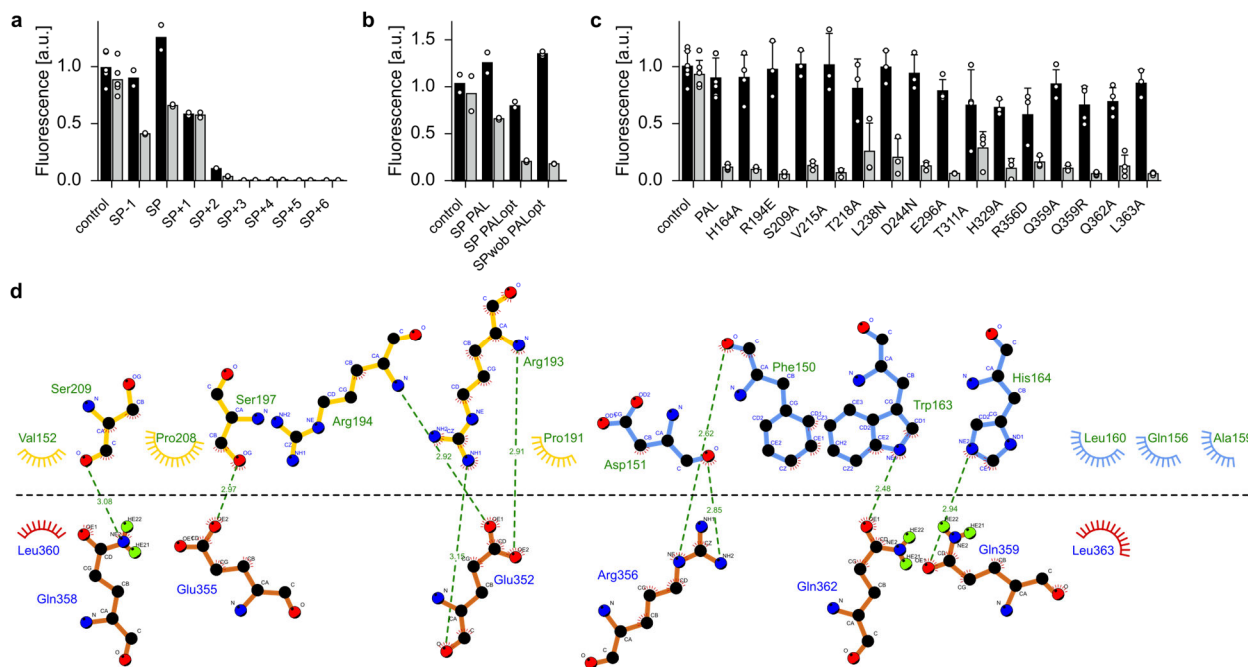 a
Fluorescence [a.u.]
1.0
0.5
0.0
control
SP-1
SP
SP+1
SP+2
SP+3
SP+4
SP+5
SP+6
b
Fluorescence [a.u.]
1.5
1.0
0.5
0.0
control
SP PAL
SP PALopt
SPwob PALopt
c
Fluorescence [a.u.]
1.0
0.5
0.0
control
PAL
H164A
R194E
S209A
V215A
T218A
L238N
D244N
E296A
T311A
H329A
R356D
Q359A
Q359R
Q362A
L363A
d
Ser209
Val152
Pro208
Ser197
Arg194
Arg193
Pro191
Asp151
Phe150
Trp163
His164
Leu160
Gln156
Ala159
3.08
2.97
2.92
2.91
3.15
2.62
2.85
2.48
2.94
Leu360
Gln358
Glu355
Glu352
Arg356
Gln362
Gln359
Leu363